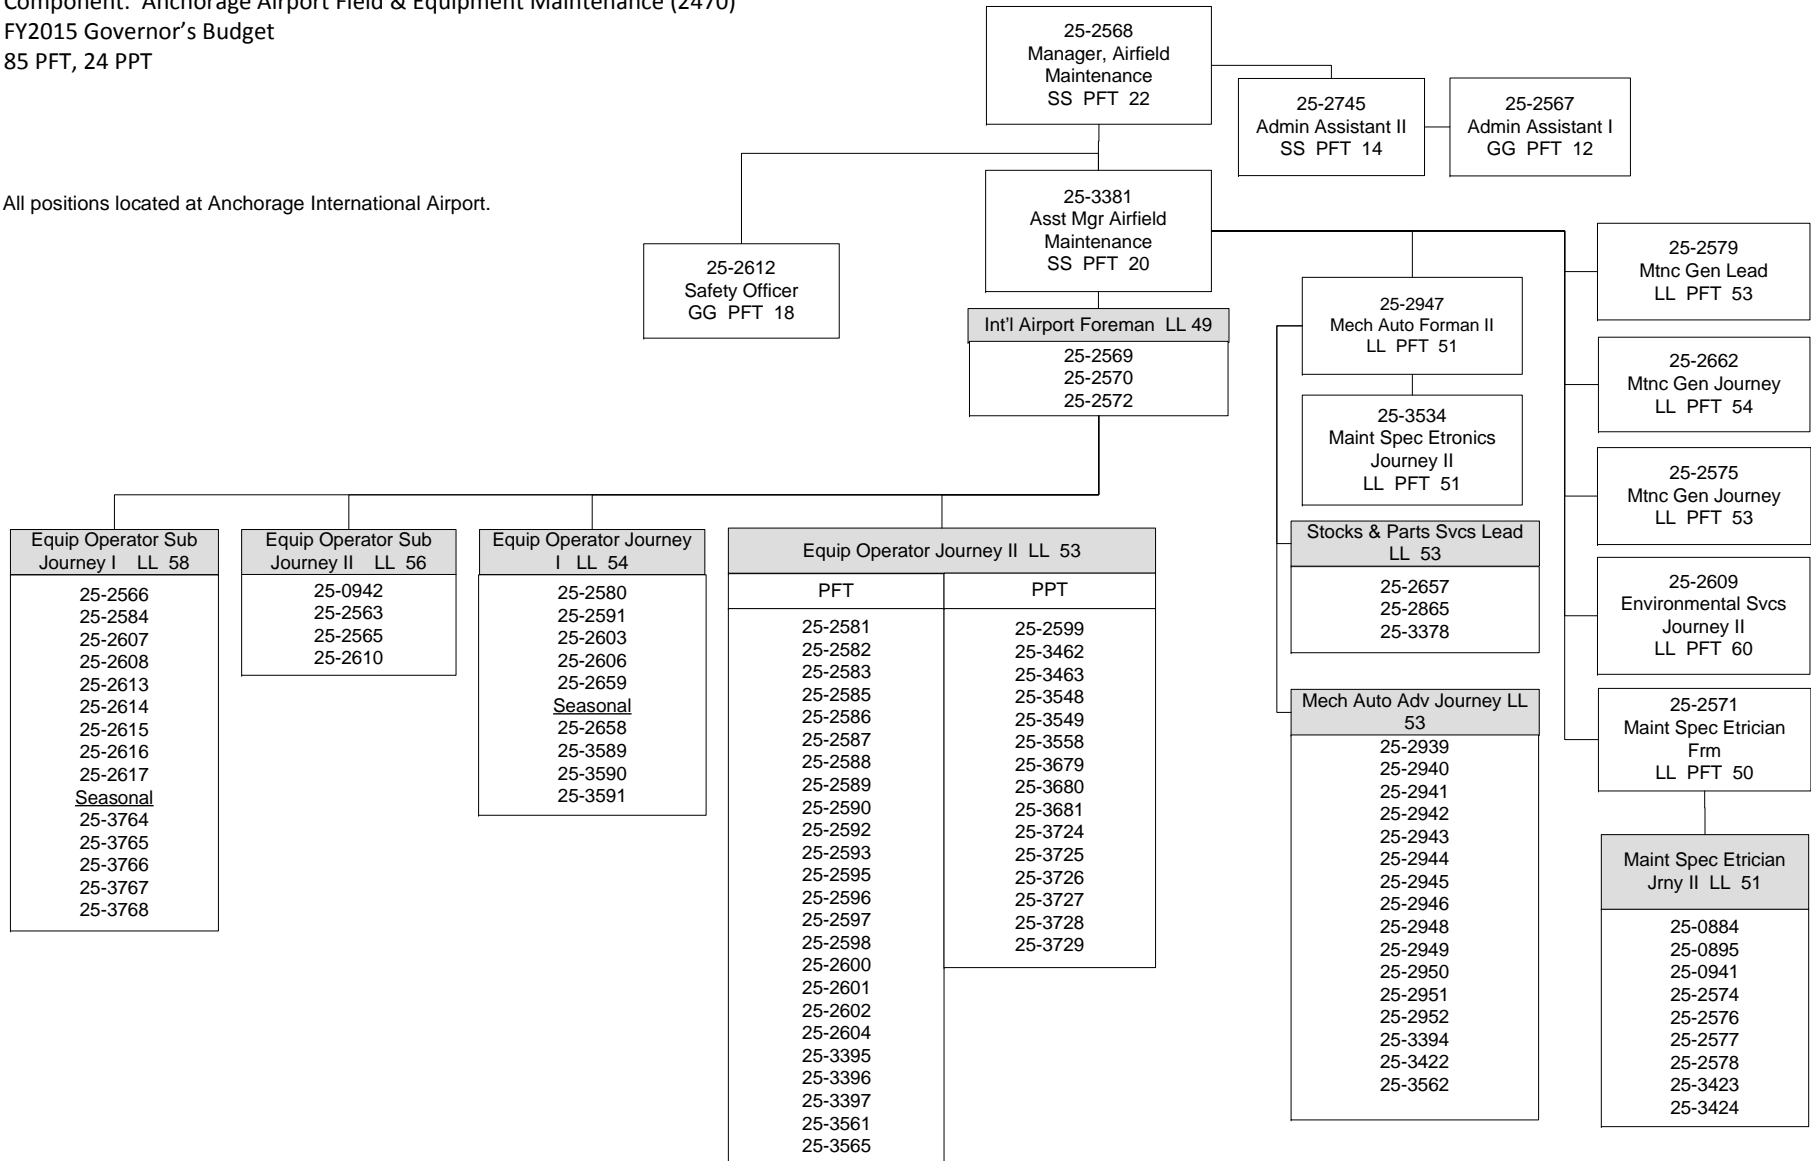 Component: Anchorage Airport Field & Equipment Maintenance (2470)
FY2015 Governor’s Budget
85 PFT, 24 PPT
All positions located at Anchorage International Airport.
25-2568
Manager, Airfield
Maintenance
SS PFT 22
25-2745
Admin Assistant II
SS PFT 14
25-2567
Admin Assistant I
GG PFT 12
25-3381
Asst Mgr Airfield
Maintenance
SS PFT 20
25-2612
Safety Officer
GG PFT 18
Int’l Airport Foreman LL 49
25-2569
25-2570
25-2572
25-2947
Mech Auto Forman II
LL PFT 51
25-3534
Maint Spec Etronics
Journey II
LL PFT 51
25-2579
Mtnc Gen Lead
LL PFT 53
25-2662
Mtnc Gen Journey
LL PFT 54
25-2575
Mtnc Gen Journey
LL PFT 53
25-2609
Environmental Svcs
Journey II
LL PFT 60
25-2571
Maint Spec Etrician
Frm
LL PFT 50
Equip Operator Sub
Journey I LL 58
25-2566
25-2584
25-2607
25-2608
25-2613
25-2614
25-2615
25-2616
25-2617
Seasonal
25-3764
25-3765
25-3766
25-3767
25-3768
Equip Operator Sub
Journey II LL 56
25-0942
25-2563
25-2565
25-2610
Equip Operator Journey
I LL 54
25-2580
25-2591
25-2603
25-2606
25-2659
Seasonal
25-2658
25-3589
25-3590
25-3591
Equip Operator Journey II LL 53
PFT
25-2581
25-2582
25-2583
25-2585
25-2586
25-2587
25-2588
25-2589
25-2590
25-2592
25-2593
25-2595
25-2596
25-2597
25-2598
25-2600
25-2601
25-2602
25-2604
25-3395
25-3396
25-3397
25-3561
25-3565
PPT
25-2599
25-3462
25-3463
25-3548
25-3549
25-3558
25-3679
25-3680
25-3681
25-3724
25-3725
25-3726
25-3727
25-3728
25-3729
Stocks & Parts Svcs Lead
LL 53
25-2657
25-2865
25-3378
Mech Auto Adv Journey LL
53
25-2939
25-2940
25-2941
25-2942
25-2943
25-2944
25-2945
25-2946
25-2948
25-2949
25-2950
25-2951
25-2952
25-3394
25-3422
25-3562
Maint Spec Etrician
Jrny II LL 51
25-0884
25-0895
25-0941
25-2574
25-2576
25-2577
25-2578
25-3423
25-3424